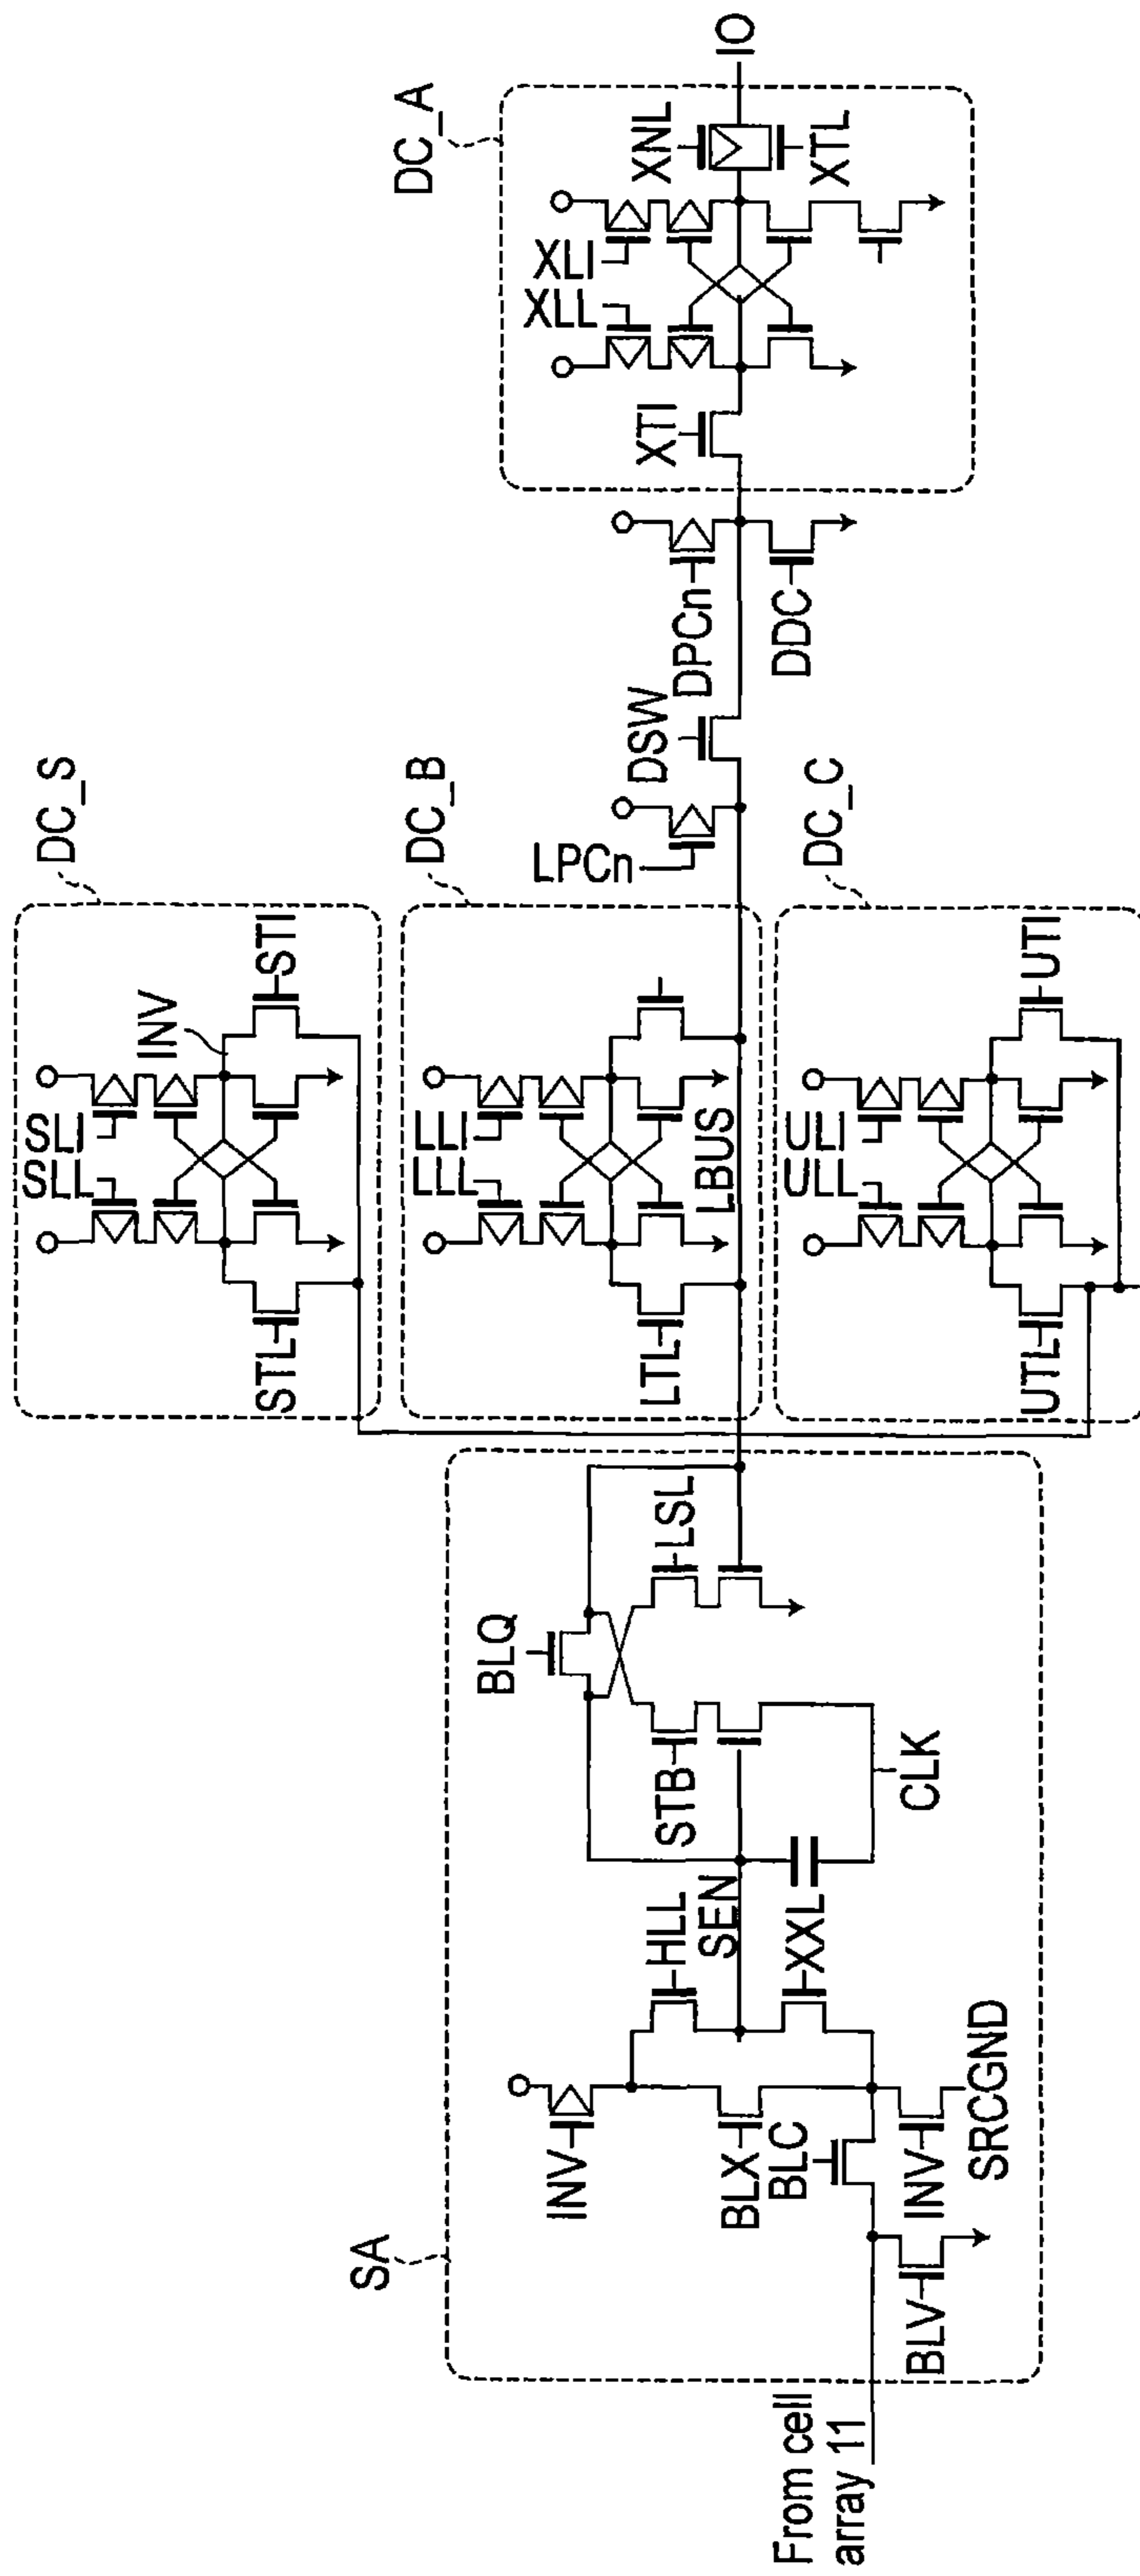 DC_S
SLI
SLL
INV
STL
STI
DC_B
LLI
LLL
LTL
LBUS
DC_C
ULI
ULL
UTL
UTI
LPCn
DSW
DPCn
DDC
DC_A
XTI
XLL
XLI
XNL
XTL
IO
SA
From cell
array 11
BLV
INV
BLC
BLX
INV
SRCGND
HLL
SEN
XXL
STB
BLQ
LSL
CLK